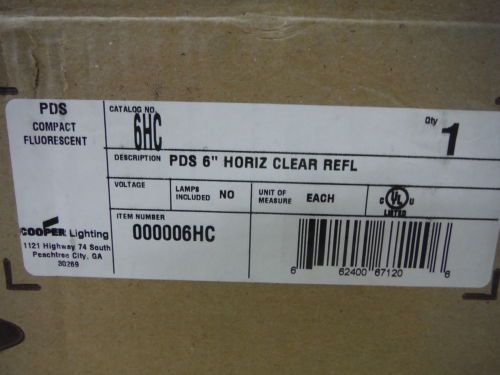 PDS
COMPACT
FLUORESCENT
CATALOG NO.
6HC
Qty 1
DESCRIPTION PDS 6" HORIZ CLEAR REFL
VOLTAGE
LAMPS INCLUDED NO
UNIT OF MEASURE EACH
C UL U
LISTED
ITEM NUMBER
000006HC
COOPER Lighting
1121 Highway 74 South
Peachtree City, GA
30269
6 62400 67120 6